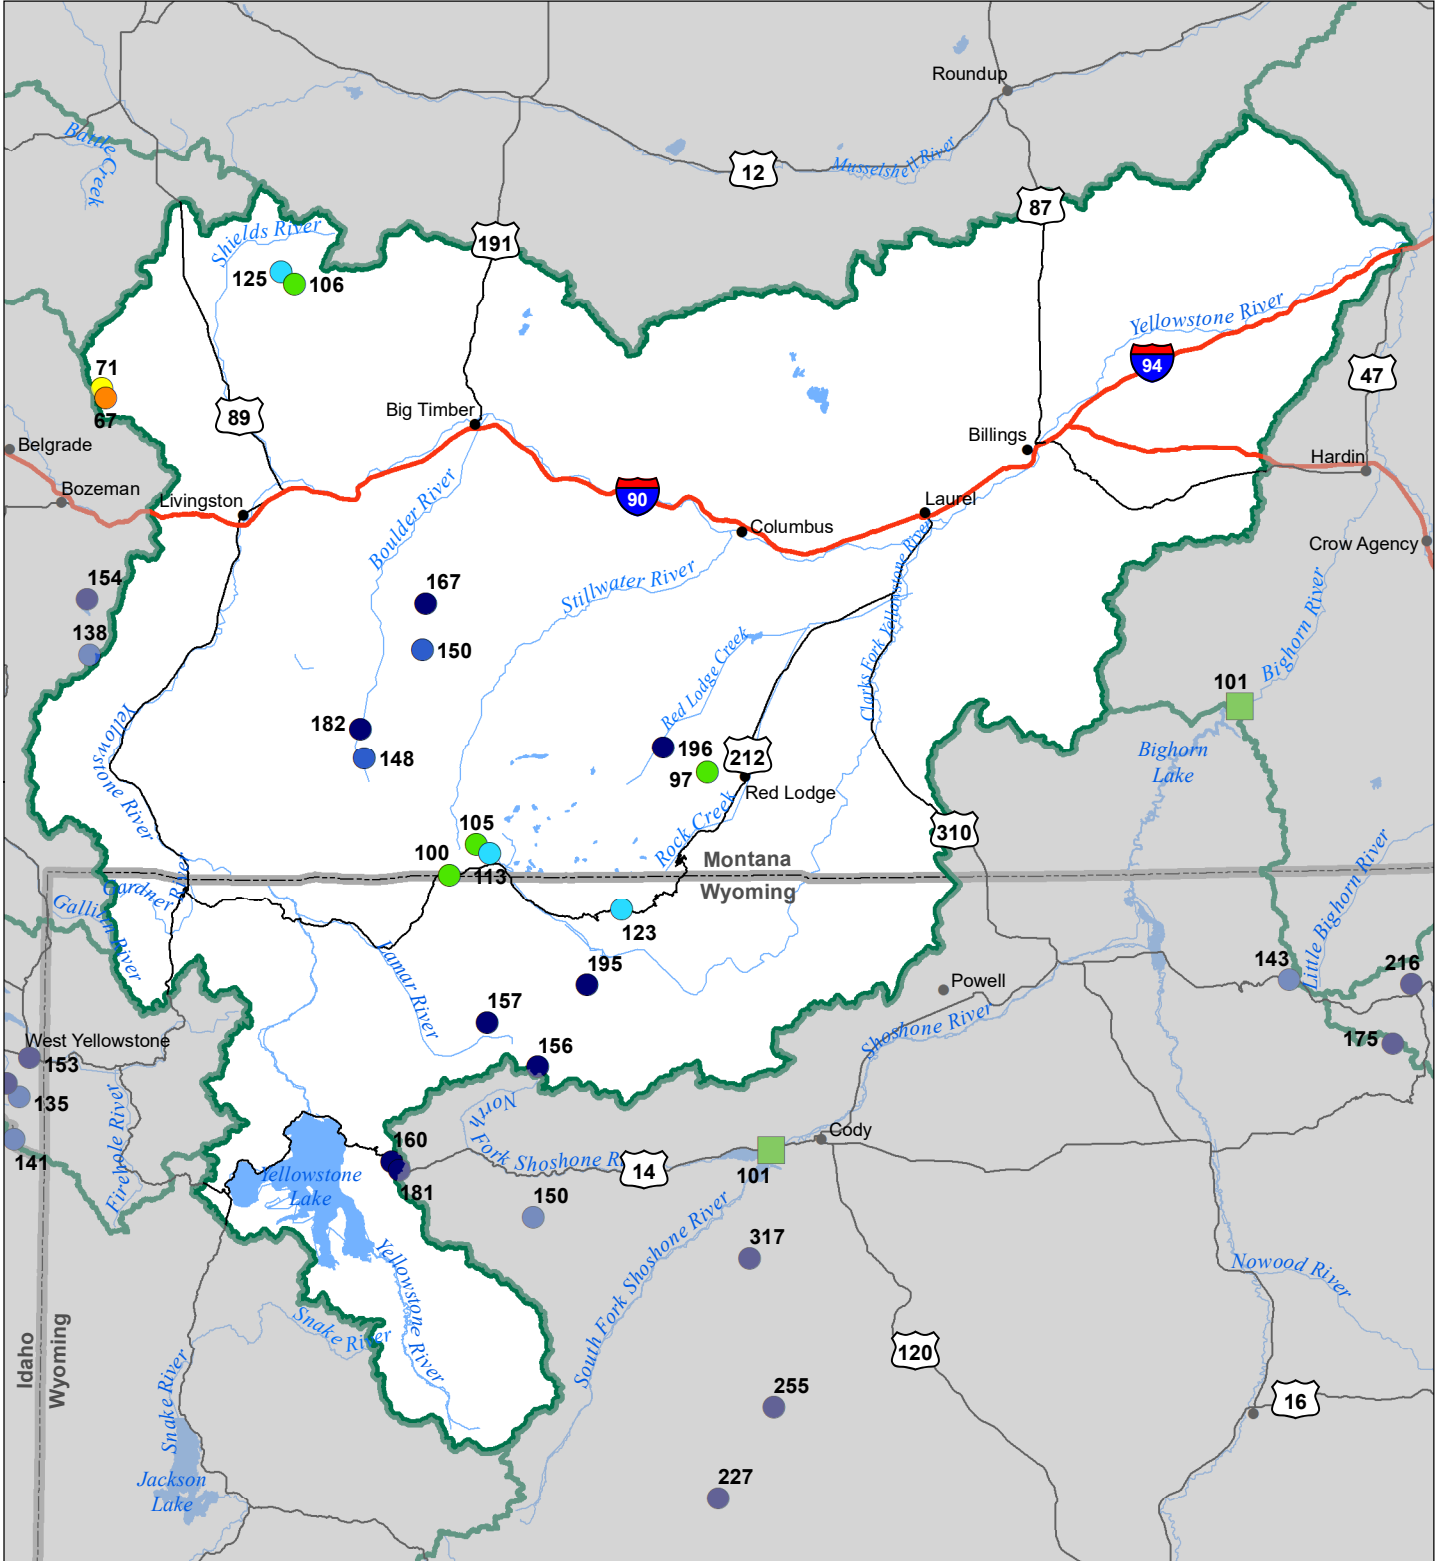 Roundup
Battle
Creek
12
Musselshell River
87
191
Shields River
125
106
Yellowstone River
94
47
71
67
89
Big Timber
Billings
Belgrade
Hardin
Bozeman
Livingston
90
Laurel
Columbus
Crow Agency
Boulder River
Stillwater River
Clarks Fork Yellowstone River
Bighorn River
154
167
138
150
Red Lodge Creek
101
Yellowstone River
182
148
196
97
212
Bighorn
Lake
Red Lodge
Rock Creek
105
310
100
113
Montana
Wyoming
Little Bighorn River
Gardner River
Gallitin River
123
Lamar River
195
143
216
Powell
157
Shoshone River
West Yellowstone
153
156
175
135
Firehole River
North
Fork Shoshone R
14
Cody
141
160
181
Yellowstone
Lake
101
150
South Fork Shoshone River
317
Yellowstone River
Nowood River
Snake River
Idaho
Wyoming
120
Snake River
255
16
Jackson
Lake
227